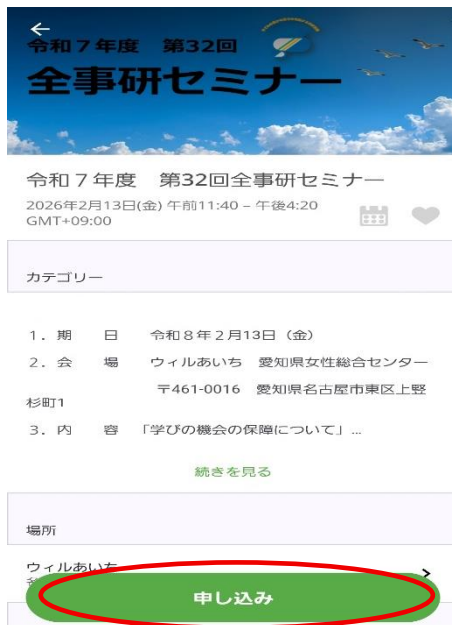 令和7年度 第32回
全事研セミナー
令和7年度 第32回全事研セミナー
2026年2月13日(金) 午前11:40 – 午後4:20
GMT+09:00
カテゴリー
1．期 日 令和8年2月13日（金）
2．会 場 ウィルあいち 愛知県女性総合センター
〒461-0016 愛知県名古屋市東区上竪
杉町1
3．内 容 「学びの機会の保障について」…
続きを見る
場所
ウィルあいち
申し込み